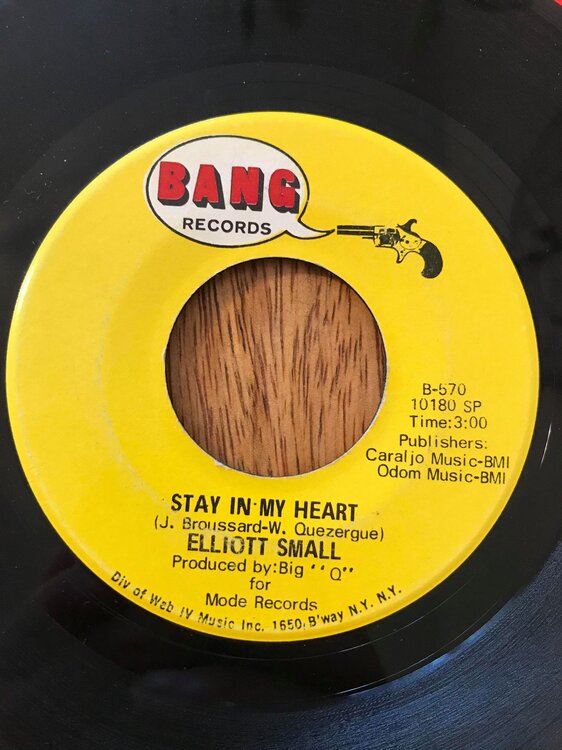 BANG
RECORDS
B-570
10180 SP
Time:3:00
Publishers:
Caraljo Music-BMI
Odom Music-BMI
STAY IN MY HEART
(J. Broussard-W. Quezergue)
ELLIOTT SMALL
Produced by:Big "Q"
for
Mode Records
Div of Web IV Music Inc. 1650 B'way N.Y. N.Y.